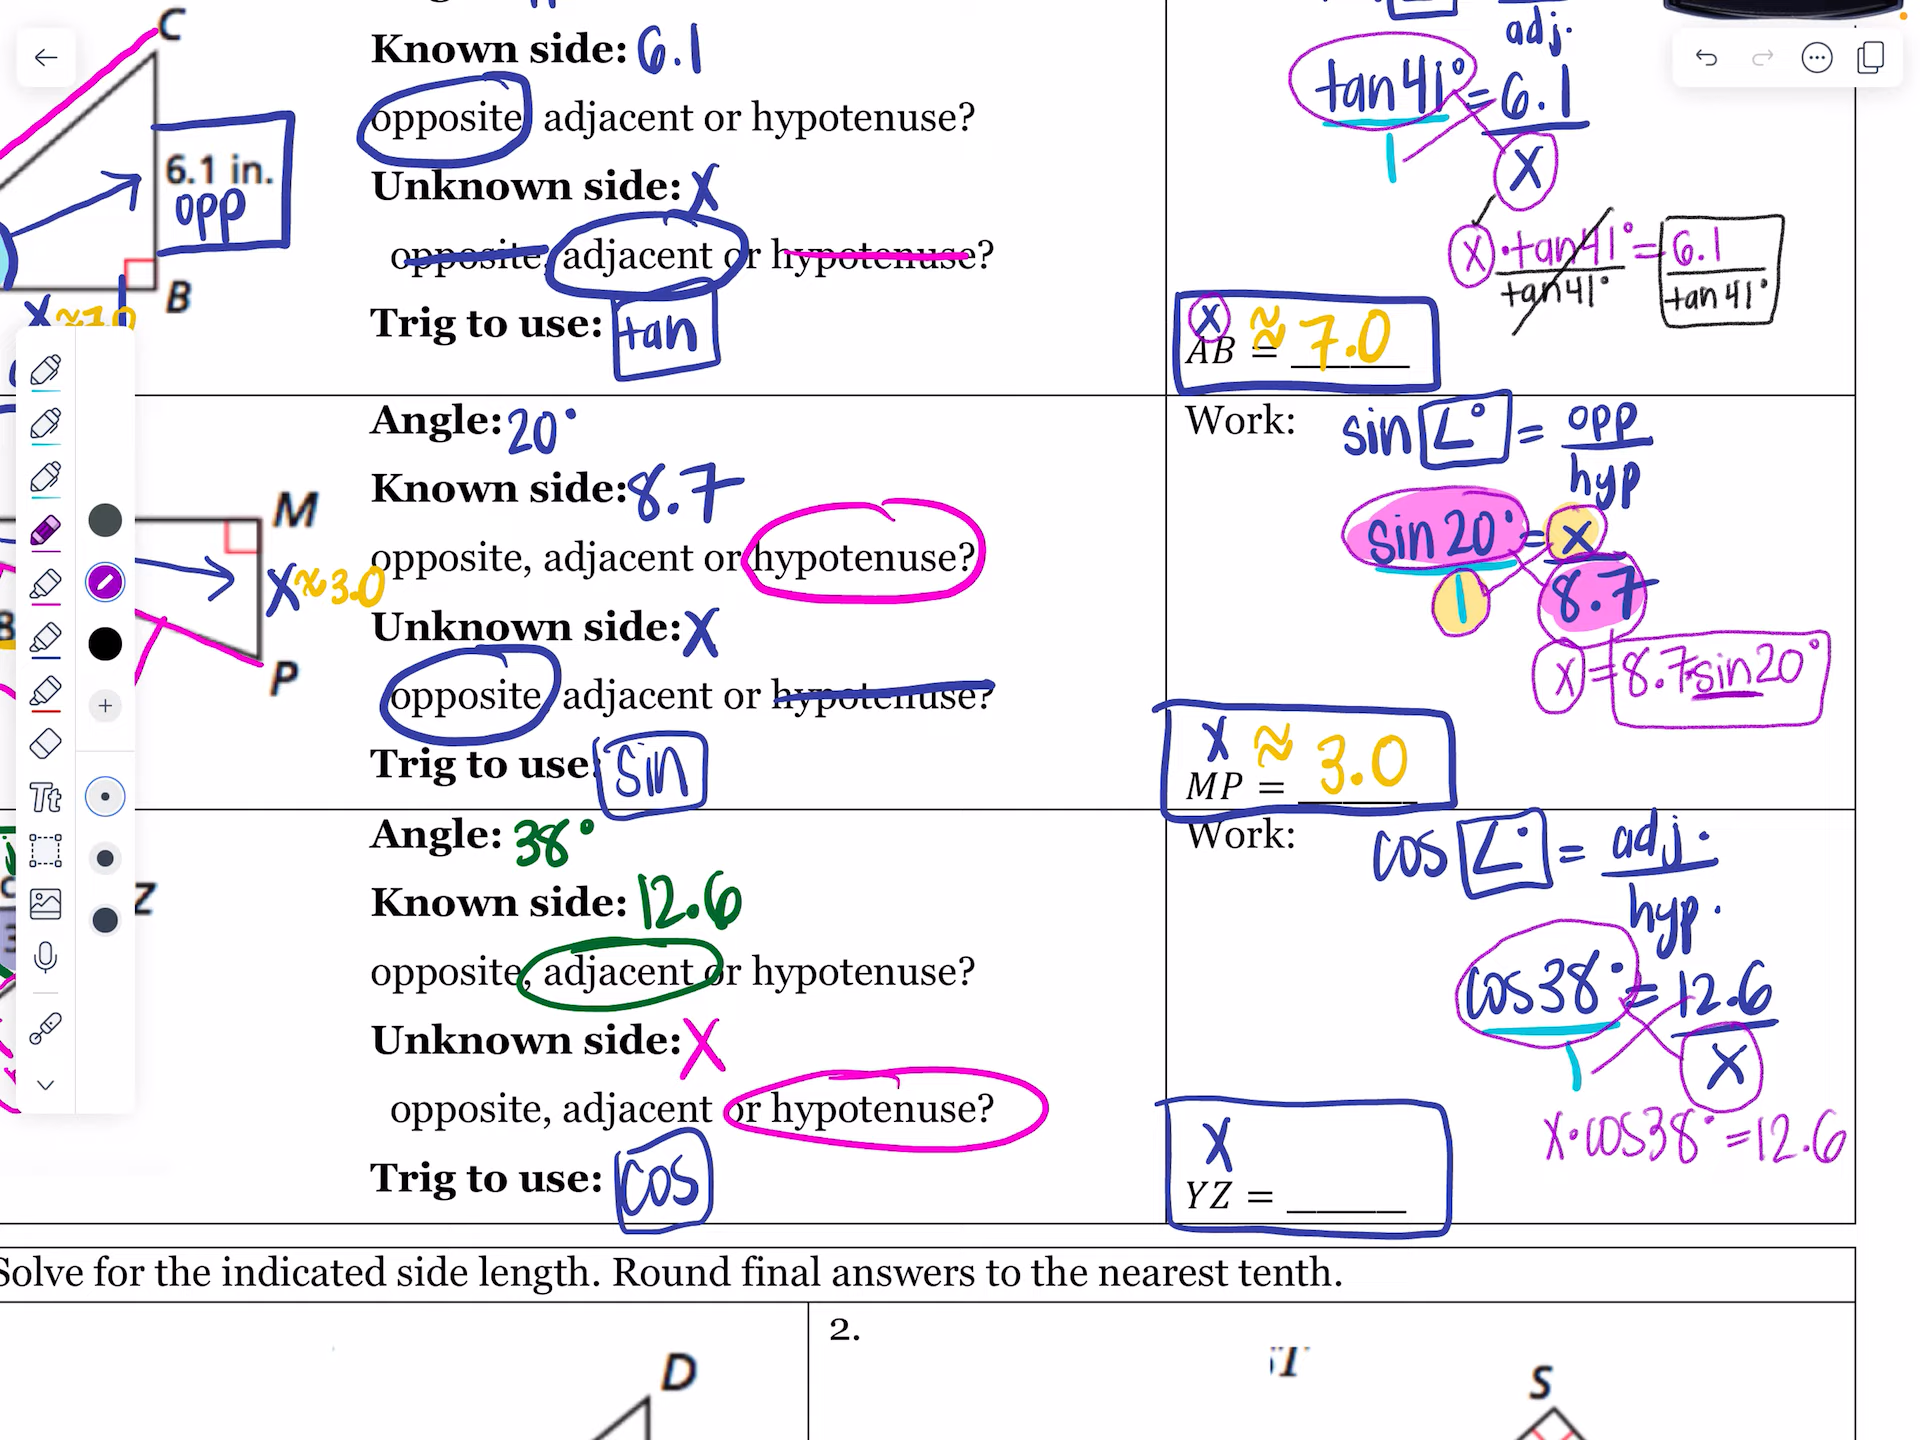 C
Known side: 6.1
opposite, adjacent or hypotenuse?
6.1 in.
opp
Unknown side: X
opposite, adjacent or hypotenuse?
B
X ≈7.0
Trig to use: tan
adj.
tan 41° = 6.1
1 X
X · tan 41° = 6.1
tan 41° tan 41°
X ≈ 7.0
AB = ______
Angle: 20°
Known side: 8.7
opposite, adjacent or hypotenuse?
M
X ≈3.0
P
Unknown side: X
opposite, adjacent or hypotenuse?
Trig to use: sin
Work: sin ∠° = opp
hyp
sin 20° = x
1 8.7
x = 8.7 sin 20°
X ≈ 3.0
MP = ______
Angle: 38°
Known side: 12.6
Z
opposite, adjacent or hypotenuse?
Unknown side: X
opposite, adjacent or hypotenuse?
Trig to use: cos
Work: cos ∠° = adj.
hyp.
cos 38° = 12.6
1 X
X · cos 38° = 12.6
X
YZ = ______
Tt
Solve for the indicated side length. Round final answers to the nearest tenth.
D
2.
S